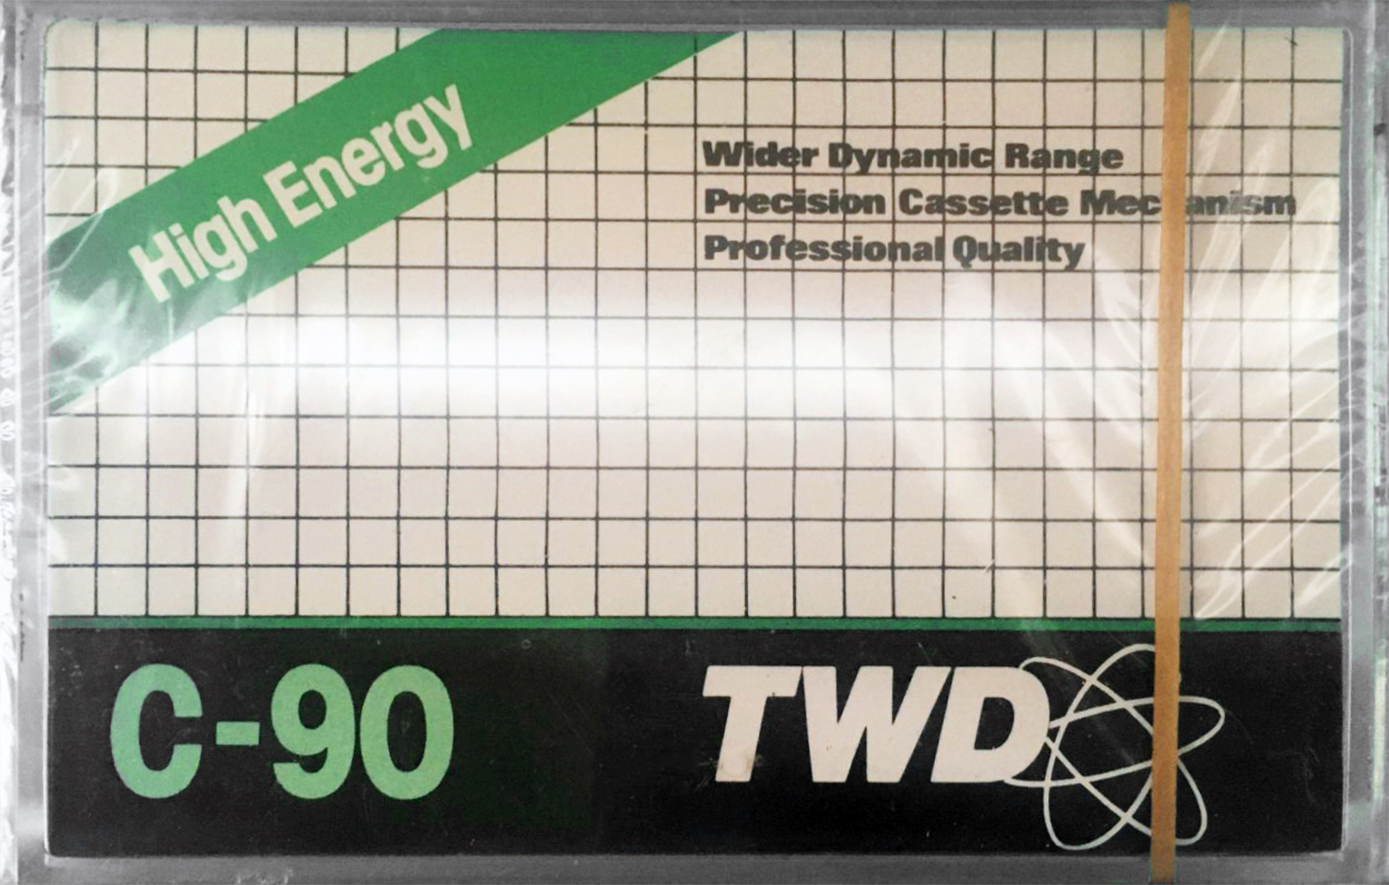 High Energy
Wider Dynamic Range
Precision Cassette Mechanism
Professional Quality
C-90
TWD